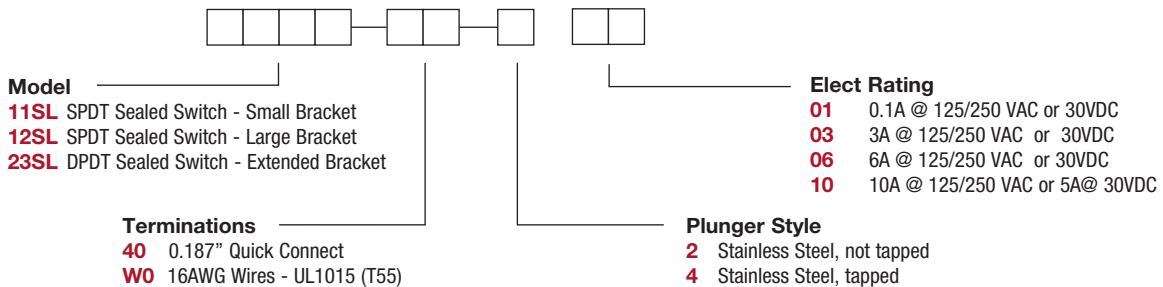 Model
11SL SPDT Sealed Switch - Small Bracket
12SL SPDT Sealed Switch - Large Bracket
23SL DPDT Sealed Switch - Extended Bracket
Terminations
40 0.187” Quick Connect
W0 16AWG Wires - UL1015 (T55)
Plunger Style
2 Stainless Steel, not tapped
4 Stainless Steel, tapped
Elect Rating
01 0.1A @ 125/250 VAC or 30VDC
03 3A @ 125/250 VAC or 30VDC
06 6A @ 125/250 VAC or 30VDC
10 10A @ 125/250 VAC or 5A@ 30VDC